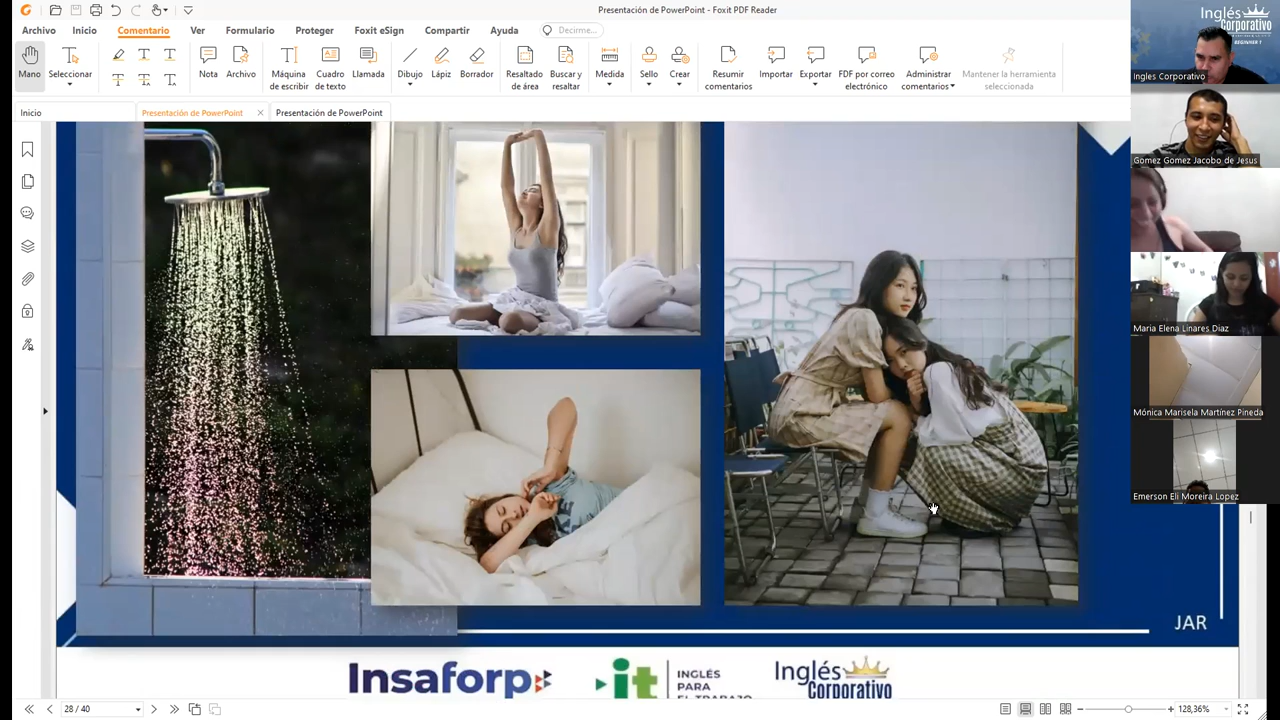 Presentación de PowerPoint - Foxit PDF Reader
Archivo Inicio Comentario Ver Formulario Proteger Foxit eSign Compartir Ayuda Decirme...
Mano Seleccionar Nota Archivo Máquina de escribir Cuadro de texto Llamada Dibujo Lápiz Borrador Resaltado de área Buscar y resaltar Medida Sello Crear Resumir comentarios Importar Exportar PDF por correo electrónico Administrar comentarios Mantener la herramienta seleccionada
Inicio Presentación de PowerPoint Presentación de PowerPoint
Inglés
Corporativo
BEGINNER 1
Ingles Corporativo
Gomez Gomez Jacobo de Jesus
Maria Elena Linares Diaz
Mónica Marisela Martínez Pineda
Emerson Eli Moreira Lopez
JAR
Insaforp
it
INGLÉS
PARA
EL TRABAJO
Inglés
Corporativo
28 / 40
128,36%